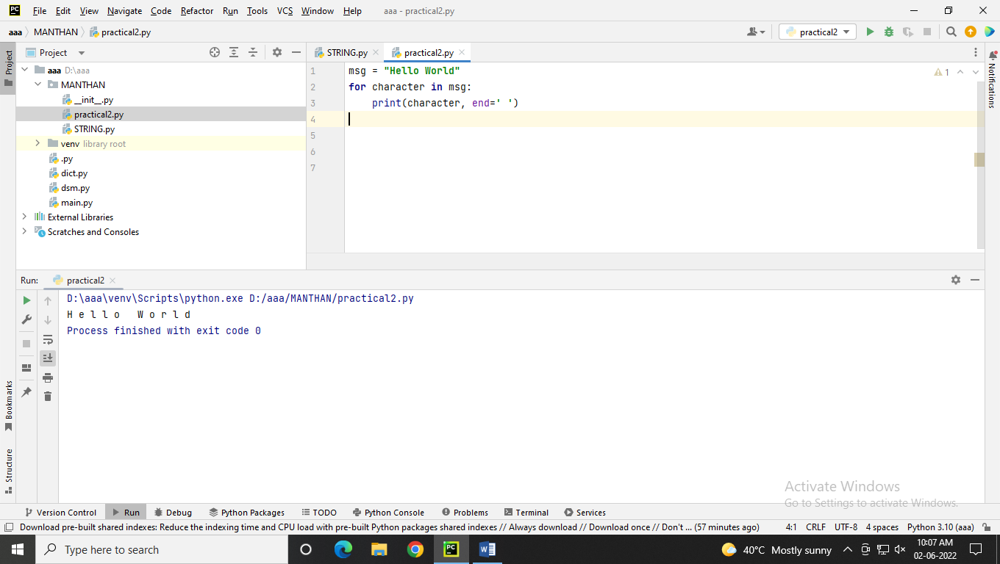 PC File Edit View Navigate Code Refactor Run Tools VCS Window Help aaa - practical2.py
aaa MANTHAN practical2.py practical2
Project
Project
STRING.py practical2.py
Notifications
aaa D:\aaa
MANTHAN
__init__.py
practical2.py
STRING.py
venv library root
.py
dict.py
dsm.py
main.py
External Libraries
Scratches and Consoles
1 msg = "Hello World"
2 for character in msg:
3 print(character, end=' ')
4
5
6
7
1
Run: practical2
D:\aaa\venv\Scripts\python.exe D:/aaa/MANTHAN/practical2.py
H e l l o   W o r l d
Process finished with exit code 0
Bookmarks
Structure
Activate Windows
Go to Settings to activate Windows.
Version Control Run Debug Python Packages TODO Python Console Problems Terminal Services
Download pre-built shared indexes: Reduce the indexing time and CPU load with pre-built Python packages shared indexes // Always download // Download once // Don't ... (57 minutes ago) 4:1 CRLF UTF-8 4 spaces Python 3.10 (aaa)
Type here to search PC W 40°C Mostly sunny 10:07 AM
02-06-2022